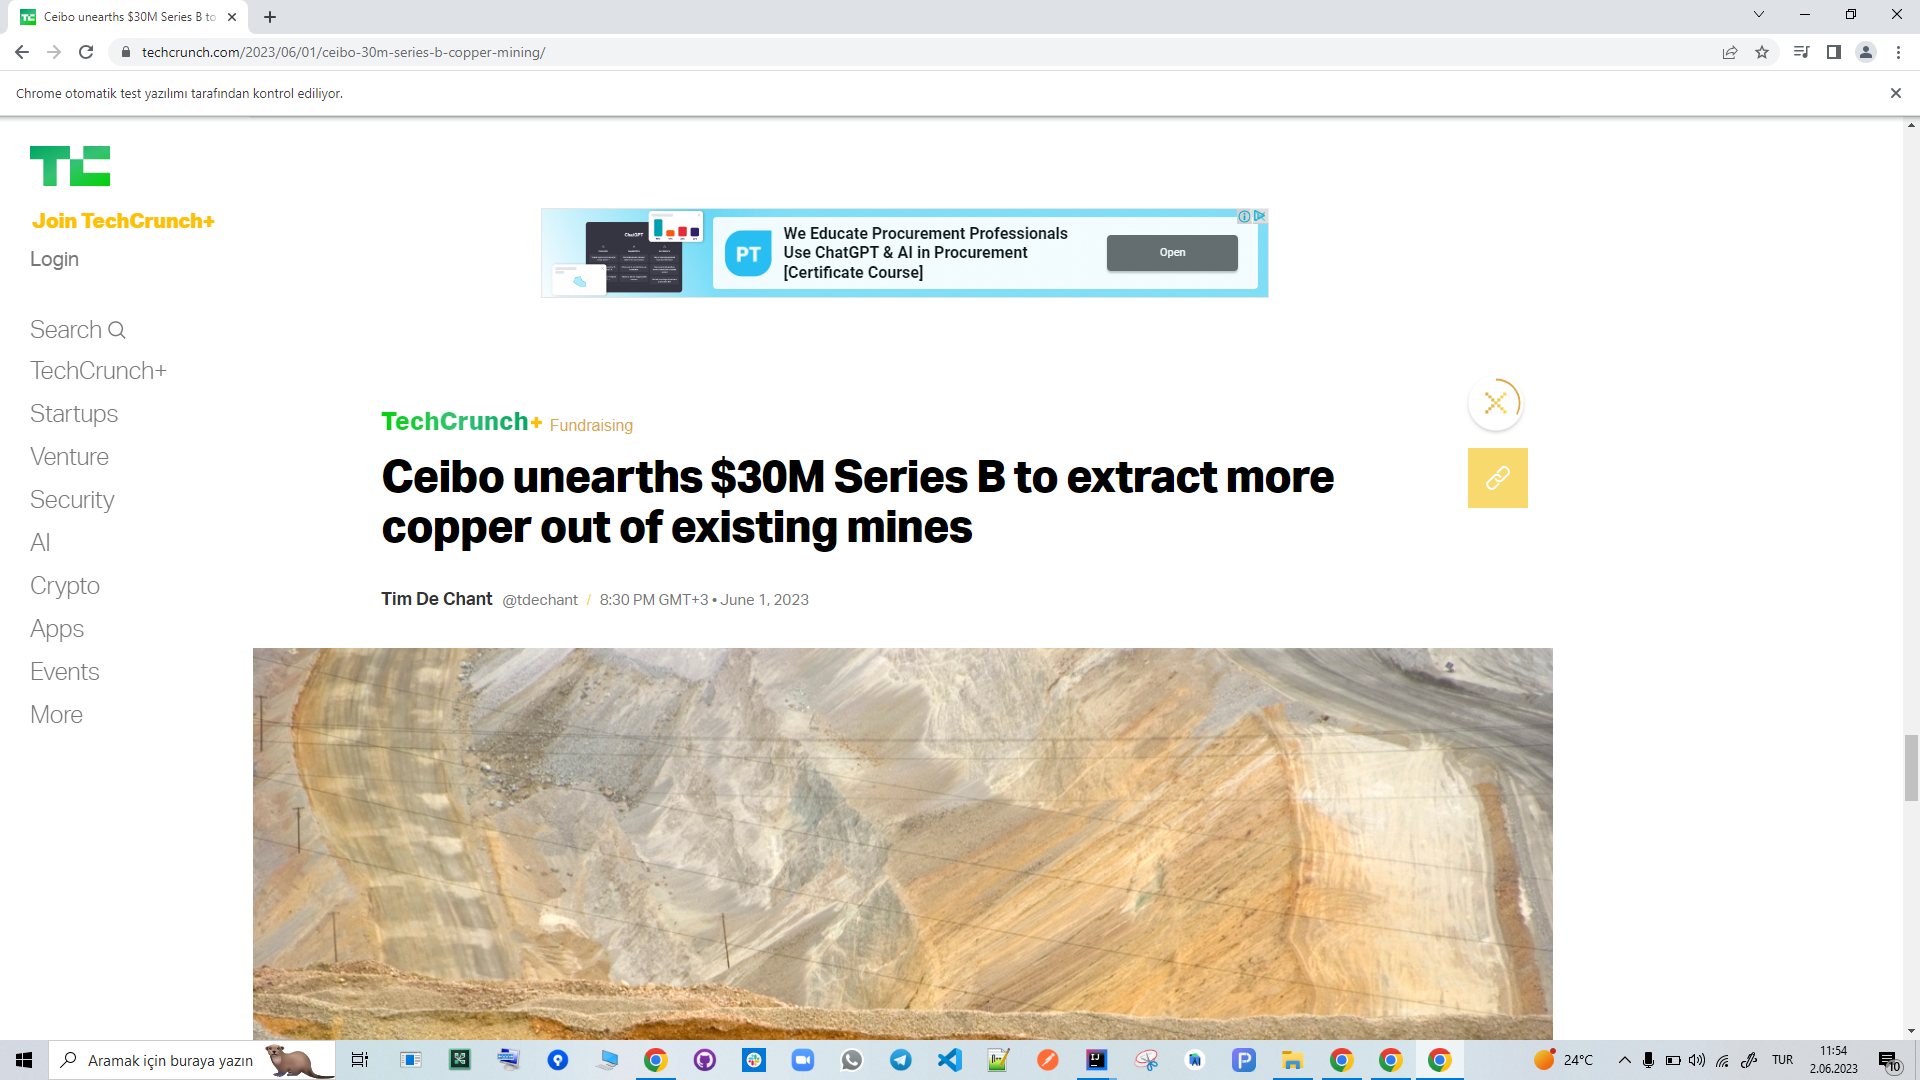 Ceibo unearths $30M Series B to
techcrunch.com/2023/06/01/ceibo-30m-series-b-copper-mining/
Chrome otomatik test yazılımı tarafından kontrol ediliyor.
TC
Join TechCrunch+
Login
Search
TechCrunch+
Startups
Venture
Security
AI
Crypto
Apps
Events
More
ChatGPT
PT
We Educate Procurement Professionals
Use ChatGPT & AI in Procurement
[Certificate Course]
Open
TechCrunch+ Fundraising
Ceibo unearths $30M Series B to extract more
copper out of existing mines
Tim De Chant @tdechant / 8:30 PM GMT+3 • June 1, 2023
Aramak için buraya yazın
24°C
TUR
11:54
2.06.2023
10